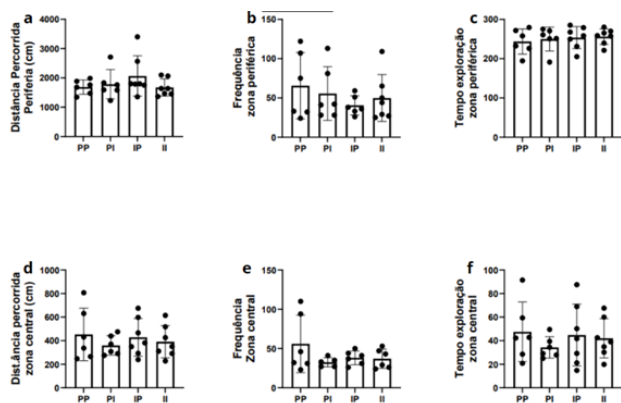 a
Distância Percorrida
Periferia (cm)
4000
3000
2000
1000
0
PP PI IP II
b
Frequência
zona periférica
150
100
50
0
PP PI IP II
c
Tempo exploração
zona periférica
300
200
100
0
PP PI IP II
d
Distância percorrida
zona central (cm)
1000
800
600
400
200
0
PP PI IP II
e
Frequência
Zona central
150
100
50
0
PP PI IP II
f
Tempo exploração
zona central
100
80
60
40
20
0
PP PI IP II